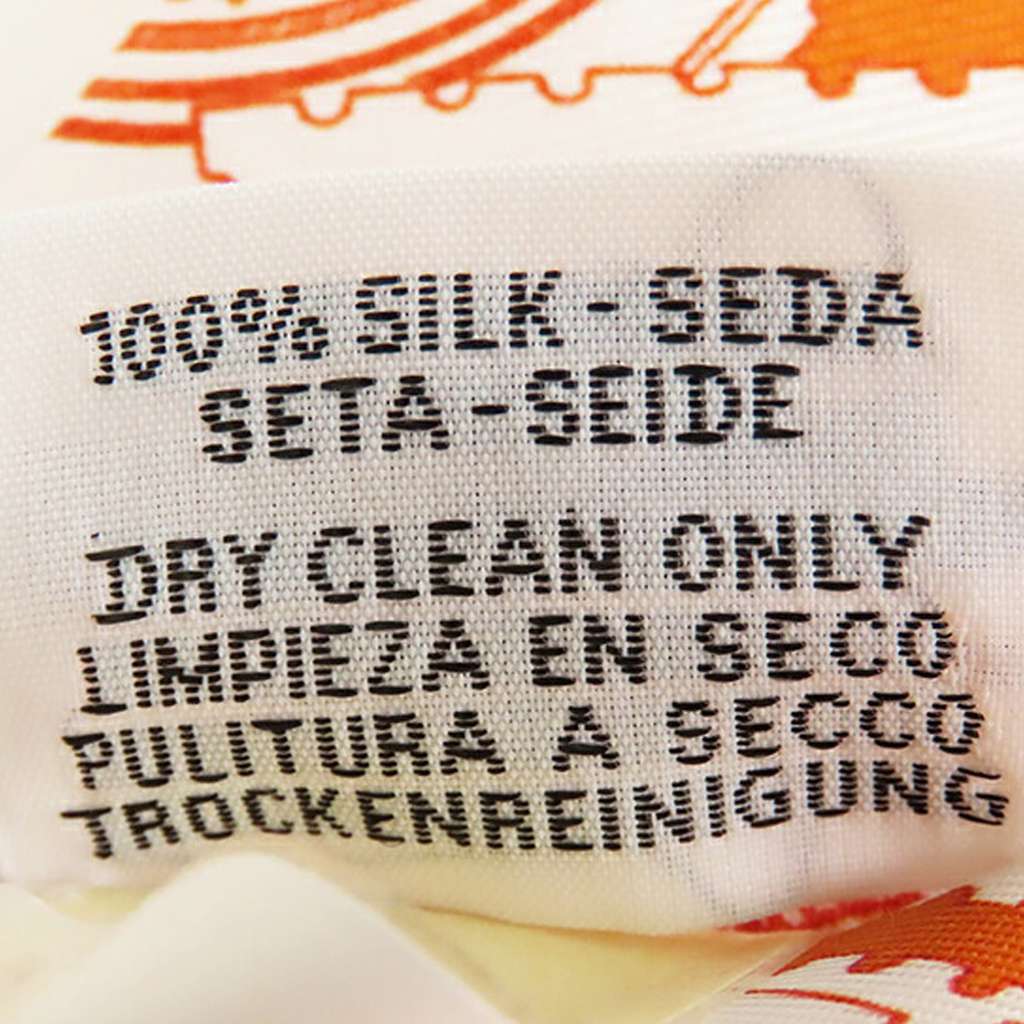 100% SILK - SEDA
SETA - SEIDE
DRY CLEAN ONLY
LIMPIEZA EN SECO
PULITURA A SECCO
TROCKENREINIGUNG